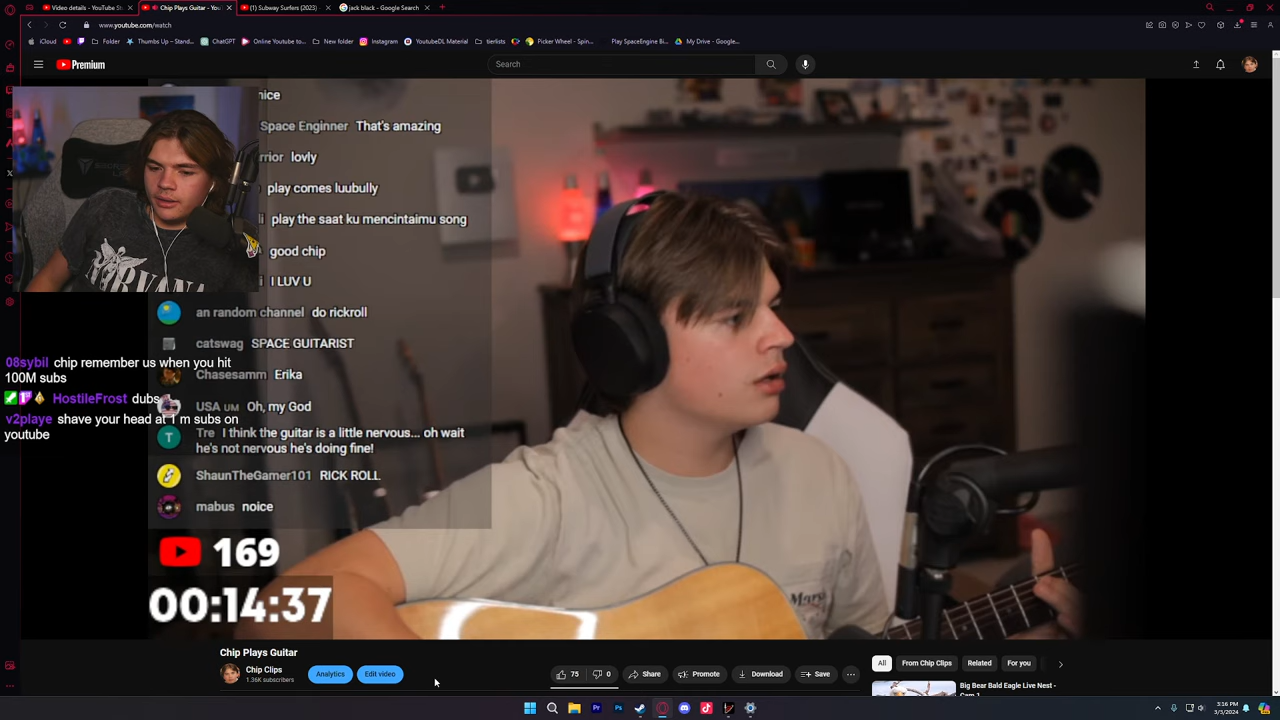 Video details - YouTube St
Chip Plays Guitar - You
(1) Subway Surfers (2023)
jack black - Google Search
www.youtube.com/watch
iCloud
Folder
Thumbs Up – Stand...
ChatGPT
Online Youtube to...
New folder
Instagram
YoutubeDL Material
tierlists
Picker Wheel - Spin...
Play SpaceEngine Bi...
My Drive - Google...
Premium
Search
nice
Space Enginner That's amazing
rrior lovly
play comes luubully
play the saat ku mencintaimu song
good chip
I LUV U
an random channel do rickroll
catswag SPACE GUITARIST
Chasesamm Erika
USA UM Oh, my God
Tre I think the guitar is a little nervous... oh wait
he's not nervous he's doing fine!
ShaunTheGamer101 RICK ROLL
mabus noice
08sybil chip remember us when you hit
100M subs
HostileFrost dubs
v2playe shave your head at 1 m subs on
youtube
NIRVANA
169
00:14:37
Chip Plays Guitar
Chip Clips
1.36K subscribers
Analytics
Edit video
75
0
Share
Promote
Download
Save
All
From Chip Clips
Related
For you
Big Bear Bald Eagle Live Nest -
Cam 1
3:16 PM
3/5/2024